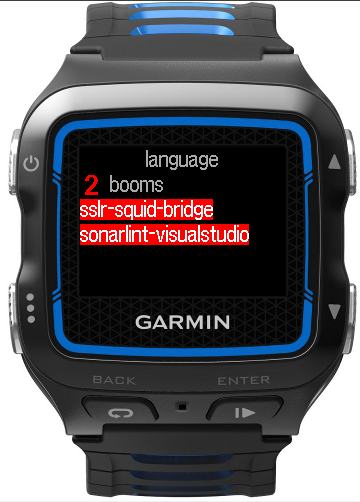 language
2 booms
sslr-squid-bridge
sonarlint-visualstudio
GARMIN
BACK ENTER